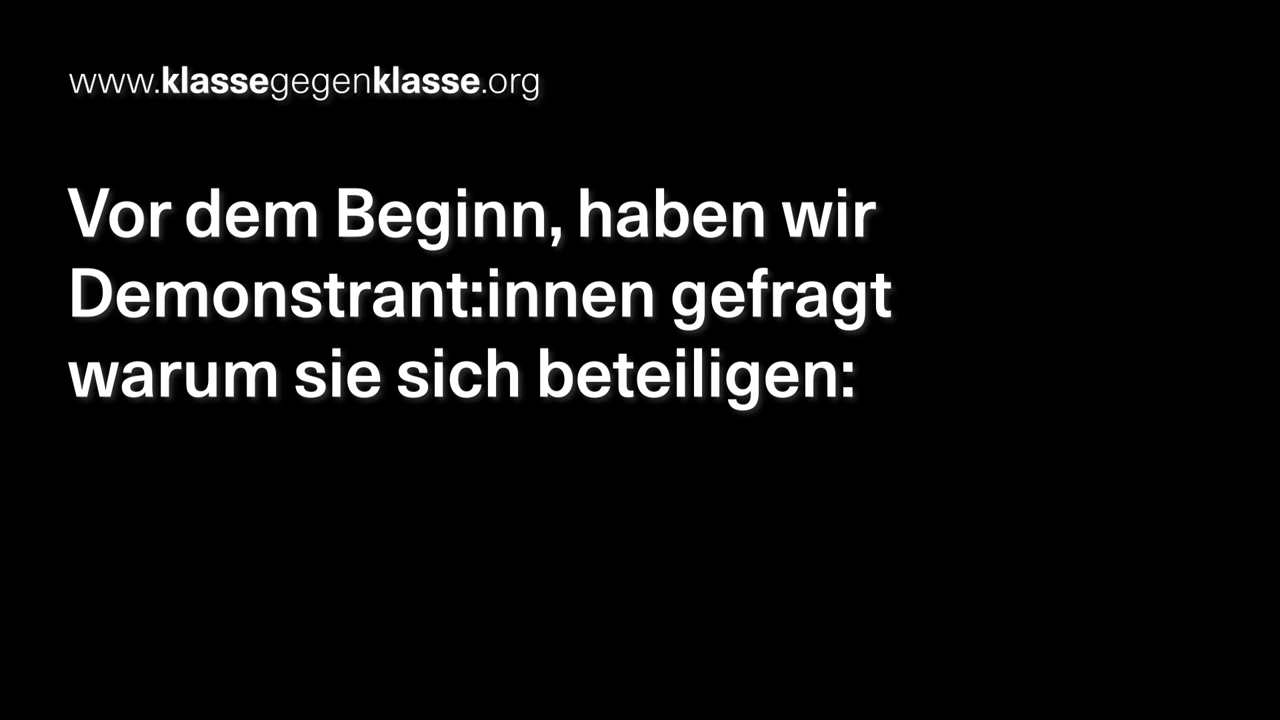 www.klassegegenklasse.org
Vor dem Beginn, haben wir
Demonstrant:innen gefragt
warum sie sich beteiligen: